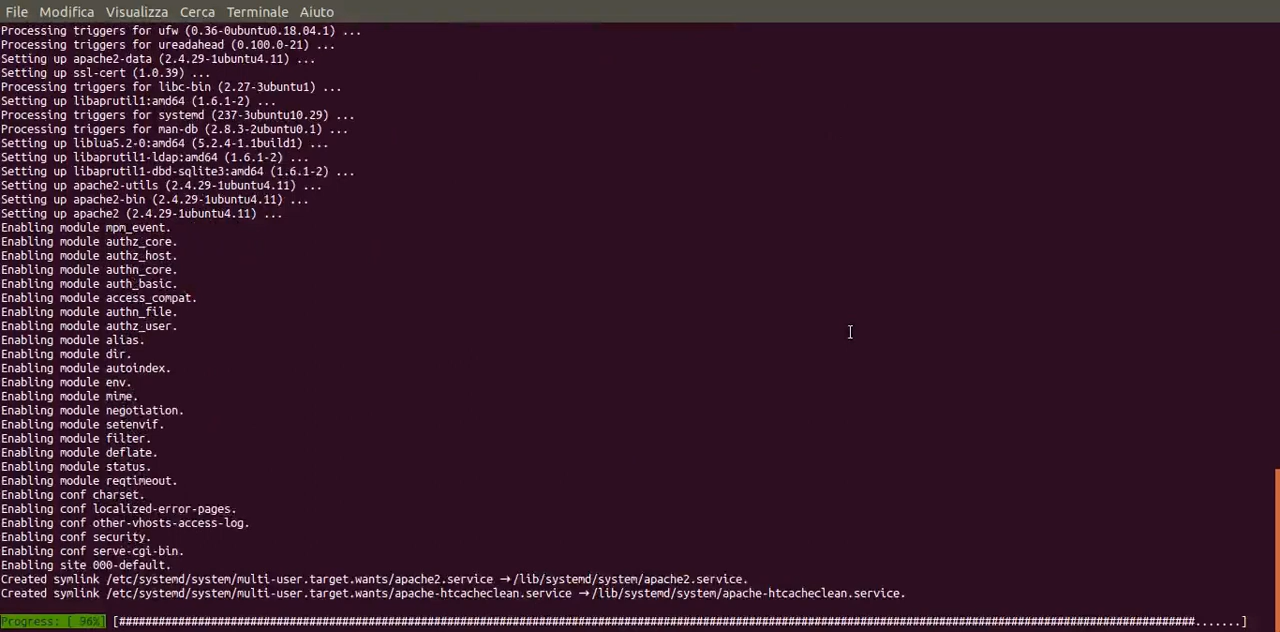 File Modifica Visualizza Cerca Terminale Aiuto
Processing triggers for ufw (0.36-0ubuntu0.18.04.1) ...
Processing triggers for ureadahead (0.100.0-21) ...
Setting up apache2-data (2.4.29-1ubuntu4.11) ...
Setting up ssl-cert (1.0.39) ...
Processing triggers for libc-bin (2.27-3ubuntu1) ...
Setting up libaprutil1:amd64 (1.6.1-2) ...
Processing triggers for systemd (237-3ubuntu10.29) ...
Processing triggers for man-db (2.8.3-2ubuntu0.1) ...
Setting up liblua5.2-0:amd64 (5.2.4-1.1build1) ...
Setting up libaprutil1-ldap:amd64 (1.6.1-2) ...
Setting up libaprutil1-dbd-sqlite3:amd64 (1.6.1-2) ...
Setting up apache2-utils (2.4.29-1ubuntu4.11) ...
Setting up apache2-bin (2.4.29-1ubuntu4.11) ...
Setting up apache2 (2.4.29-1ubuntu4.11) ...
Enabling module mpm_event.
Enabling module authz_core.
Enabling module authz_host.
Enabling module authn_core.
Enabling module auth_basic.
Enabling module access_compat.
Enabling module authn_file.
Enabling module authz_user.
Enabling module alias.
Enabling module dir.
Enabling module autoindex.
Enabling module env.
Enabling module mime.
Enabling module negotiation.
Enabling module setenvif.
Enabling module filter.
Enabling module deflate.
Enabling module status.
Enabling module reqtimeout.
Enabling conf charset.
Enabling conf localized-error-pages.
Enabling conf other-vhosts-access-log.
Enabling conf security.
Enabling conf serve-cgi-bin.
Enabling site 000-default.
Created symlink /etc/systemd/system/multi-user.target.wants/apache2.service → /lib/systemd/system/apache2.service.
Created symlink /etc/systemd/system/multi-user.target.wants/apache-htcacheclean.service → /lib/systemd/system/apache-htcacheclean.service.
Progress: [ 96%] [####################################################################################################################################################################.......]